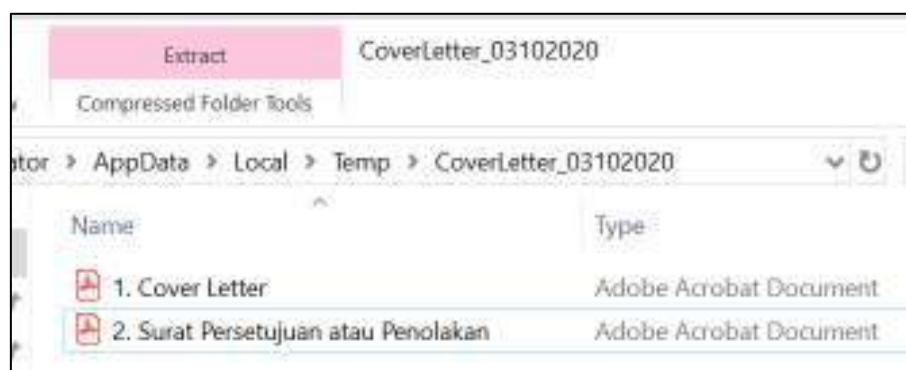 Extract CoverLetter_03102020
Compressed Folder Tools
ator > AppData > Local > Temp > CoverLetter_03102020
Name Type
1. Cover Letter Adobe Acrobat Document
2. Surat Persetujuan atau Penolakan Adobe Acrobat Document